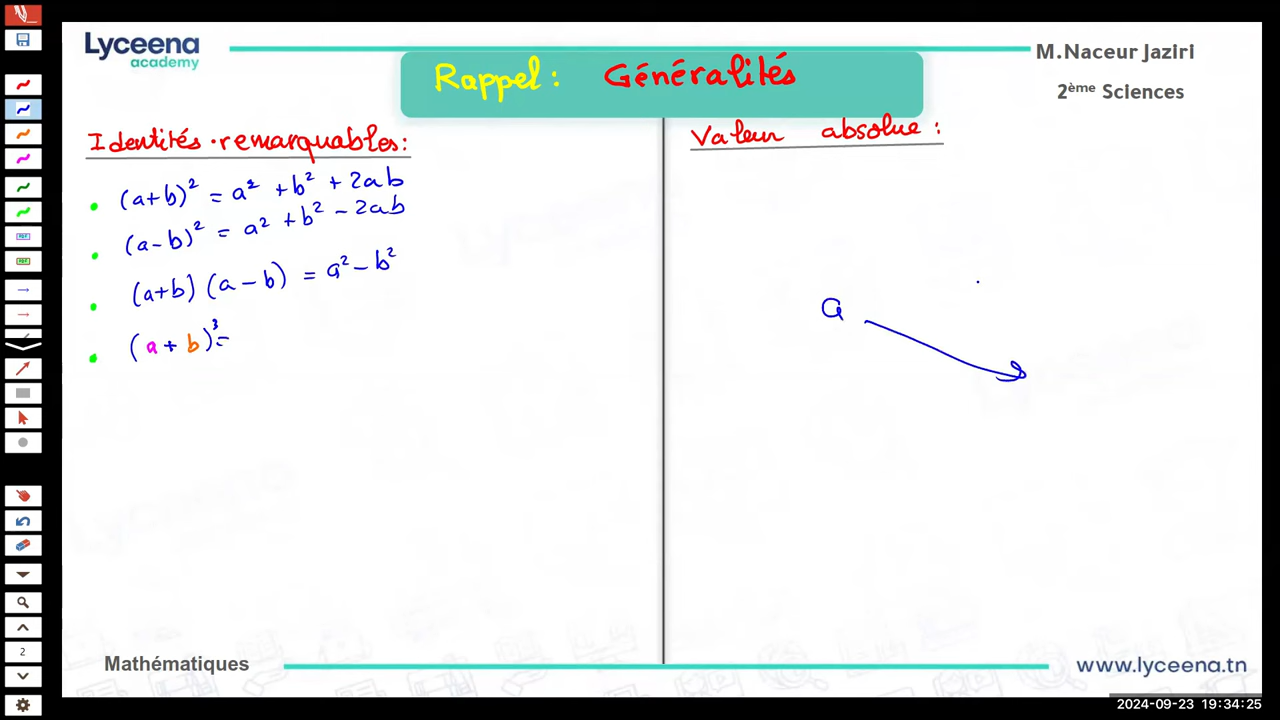 Lyceena
academy
M.Naceur Jaziri
2ème Sciences
Rappel: Généralités
Identités remarquables:
• (a+b)² = a² + b² + 2ab
• (a-b)² = a² + b² - 2ab
• (a+b)(a-b) = a² - b²
• (a+b)³=
Valeur absolue:
a
Mathématiques
www.lyceena.tn
2
2024-09-23 19:34:25